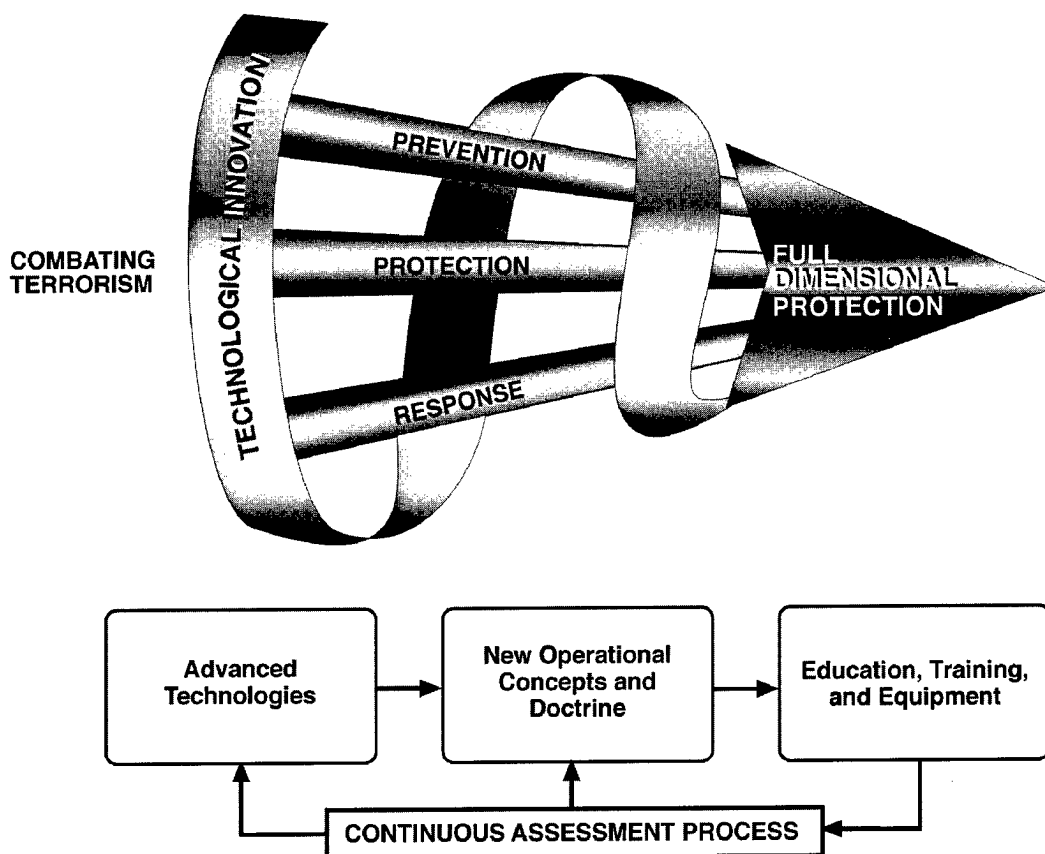 TECHNOLOGICAL INNOVATION
PREVENTION
COMBATING
TERRORISM
PROTECTION
FULL
DIMENSIONAL
PROTECTION
RESPONSE
Advanced
Technologies
New Operational
Concepts and
Doctrine
Education, Training,
and Equipment
CONTINUOUS ASSESSMENT PROCESS